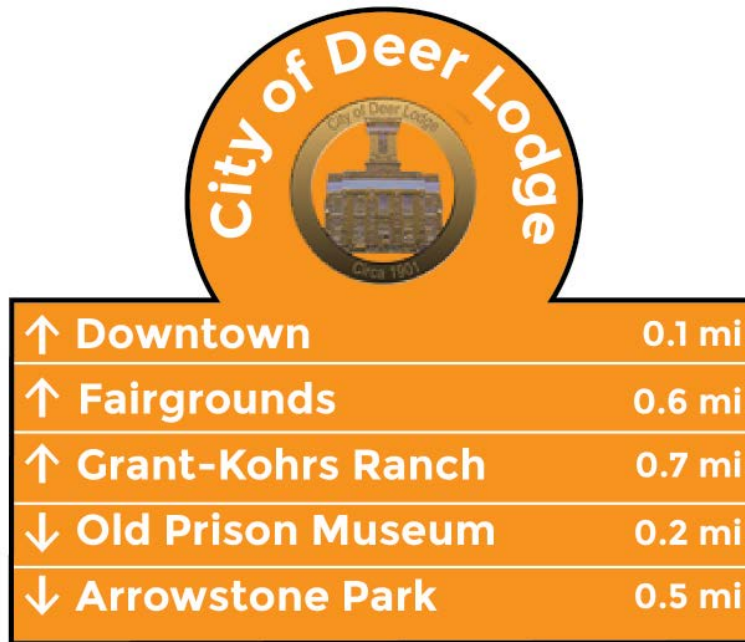 City of Deer Lodge
City of Deer Lodge
Circa 1901
↑ Downtown 0.1 mi
↑ Fairgrounds 0.6 mi
↑ Grant-Kohrs Ranch 0.7 mi
↓ Old Prison Museum 0.2 mi
↓ Arrowstone Park 0.5 mi